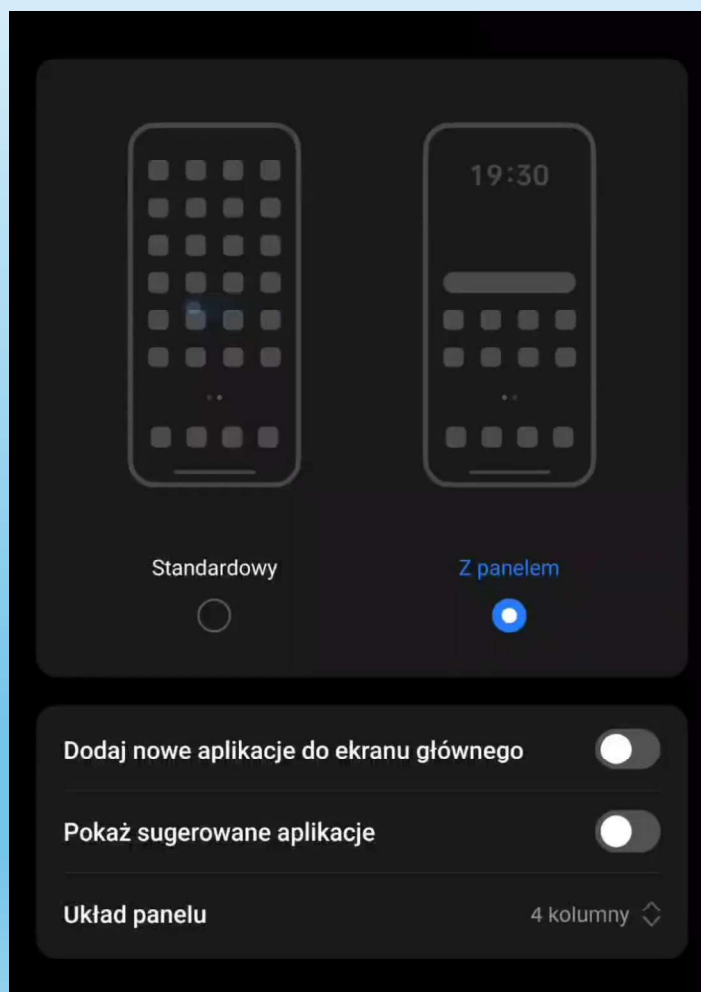 19:30
Standardowy
Z panelem
Dodaj nowe aplikacje do ekranu głównego
Pokaż sugerowane aplikacje
Układ panelu
4 kolumny